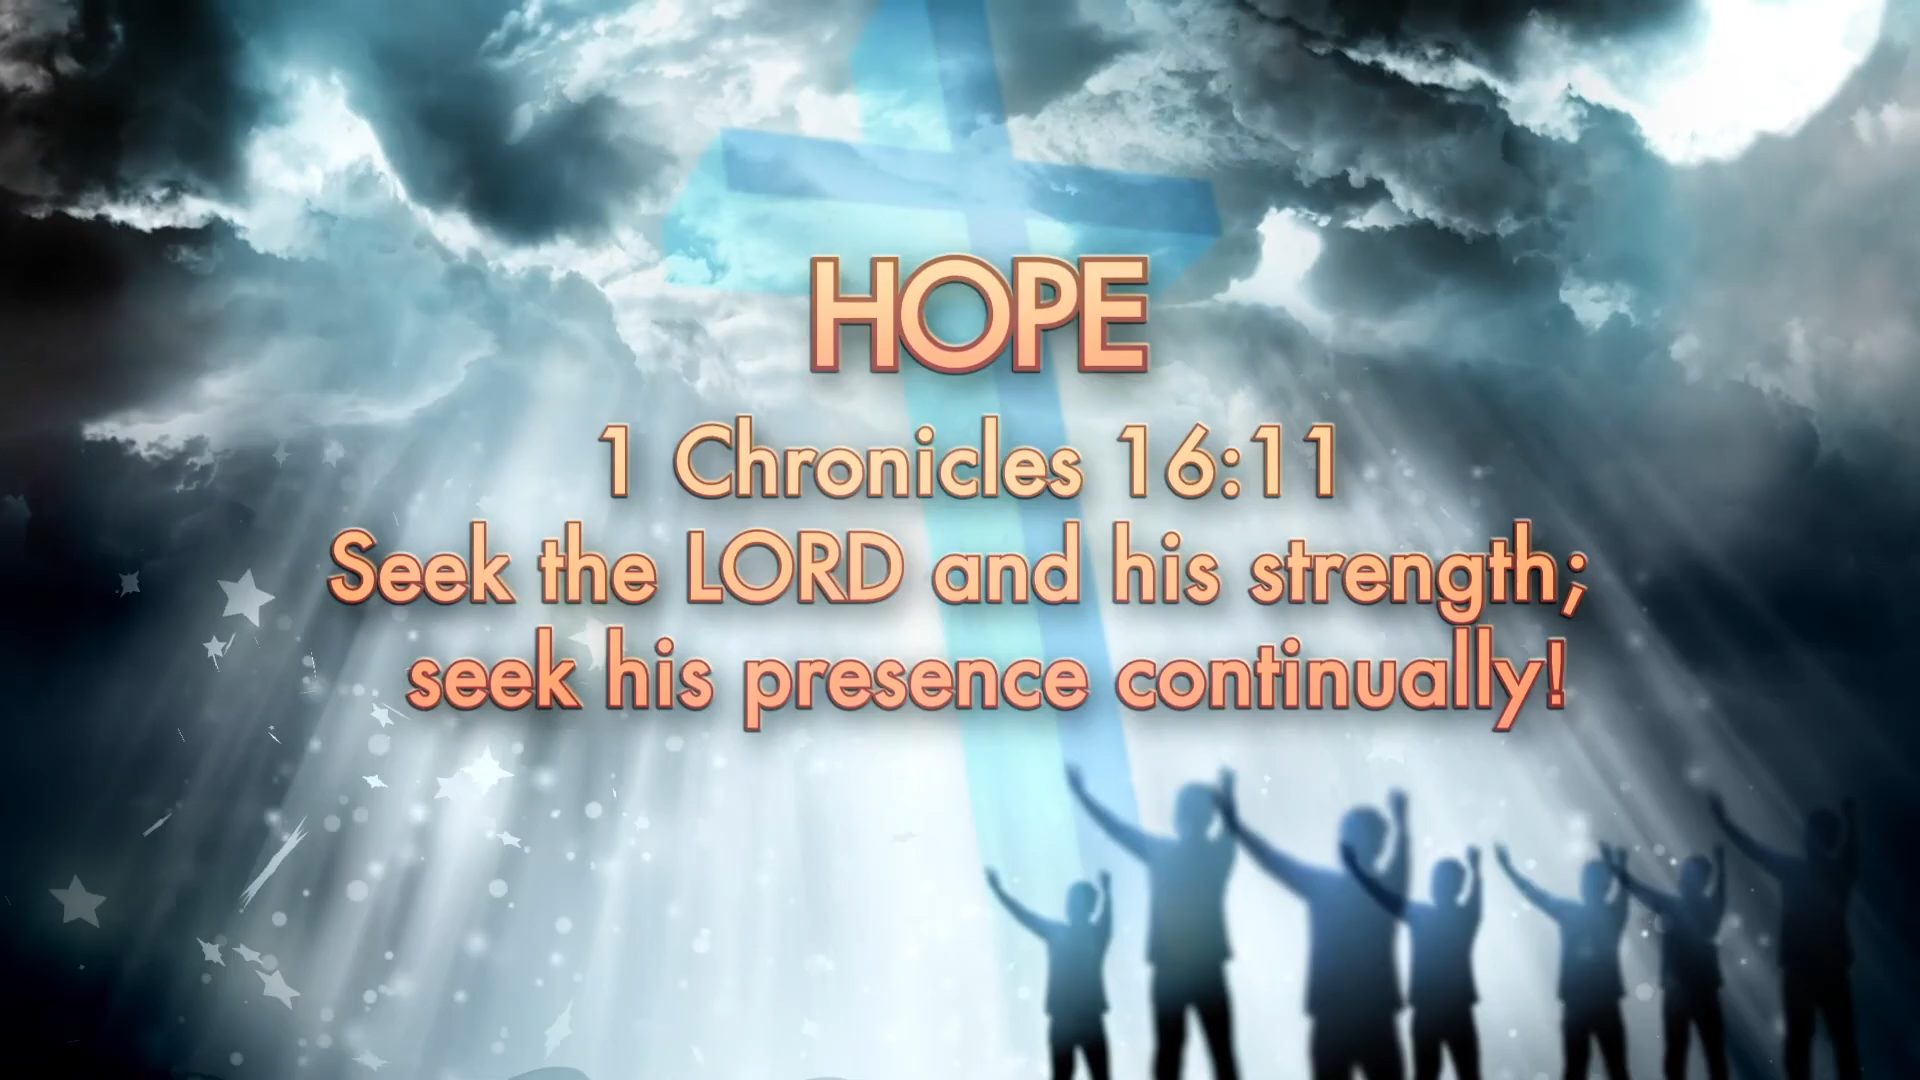 HOPE
1 Chronicles 16:11
Seek the LORD and his strength;
seek his presence continually!